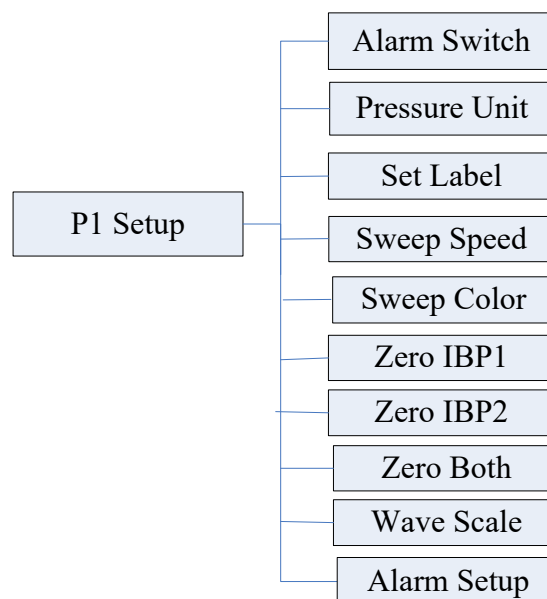 Alarm Switch
Pressure Unit
Set Label
P1 Setup
Sweep Speed
Sweep Color
Zero IBP1
Zero IBP2
Zero Both
Wave Scale
Alarm Setup